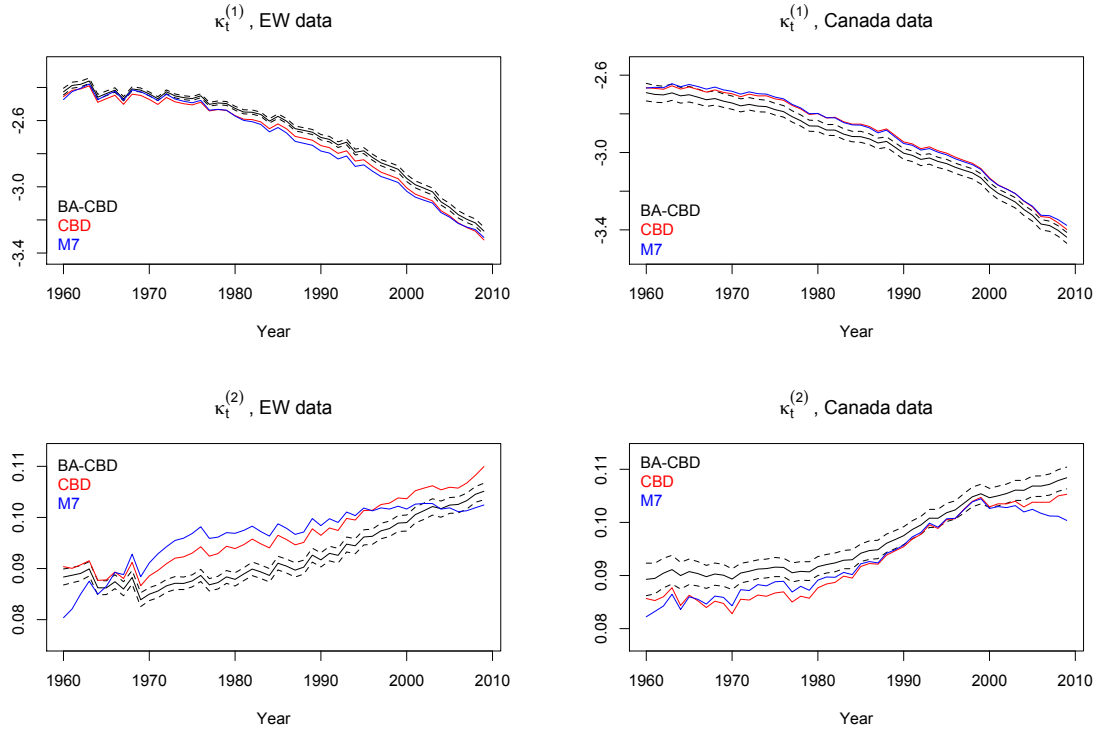 κt(1) , EW data
-2.6
-3.0
-3.4
BA-CBD
CBD
M7
1960 1970 1980 1990 2000 2010
Year
κt(1) , Canada data
-2.6
-3.0
-3.4
BA-CBD
CBD
M7
1960 1970 1980 1990 2000 2010
Year
κt(2) , EW data
0.11
0.10
0.09
0.08
BA-CBD
CBD
M7
1960 1970 1980 1990 2000 2010
Year
κt(2) , Canada data
0.11
0.10
0.09
0.08
BA-CBD
CBD
M7
1960 1970 1980 1990 2000 2010
Year